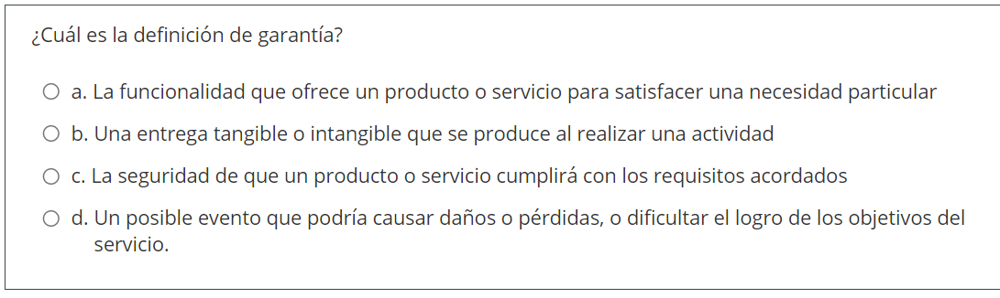 ¿Cuál es la definición de garantía?
a. La funcionalidad que ofrece un producto o servicio para satisfacer una necesidad particular
b. Una entrega tangible o intangible que se produce al realizar una actividad
c. La seguridad de que un producto o servicio cumplirá con los requisitos acordados
d. Un posible evento que podría causar daños o pérdidas, o dificultar el logro de los objetivos del
servicio.